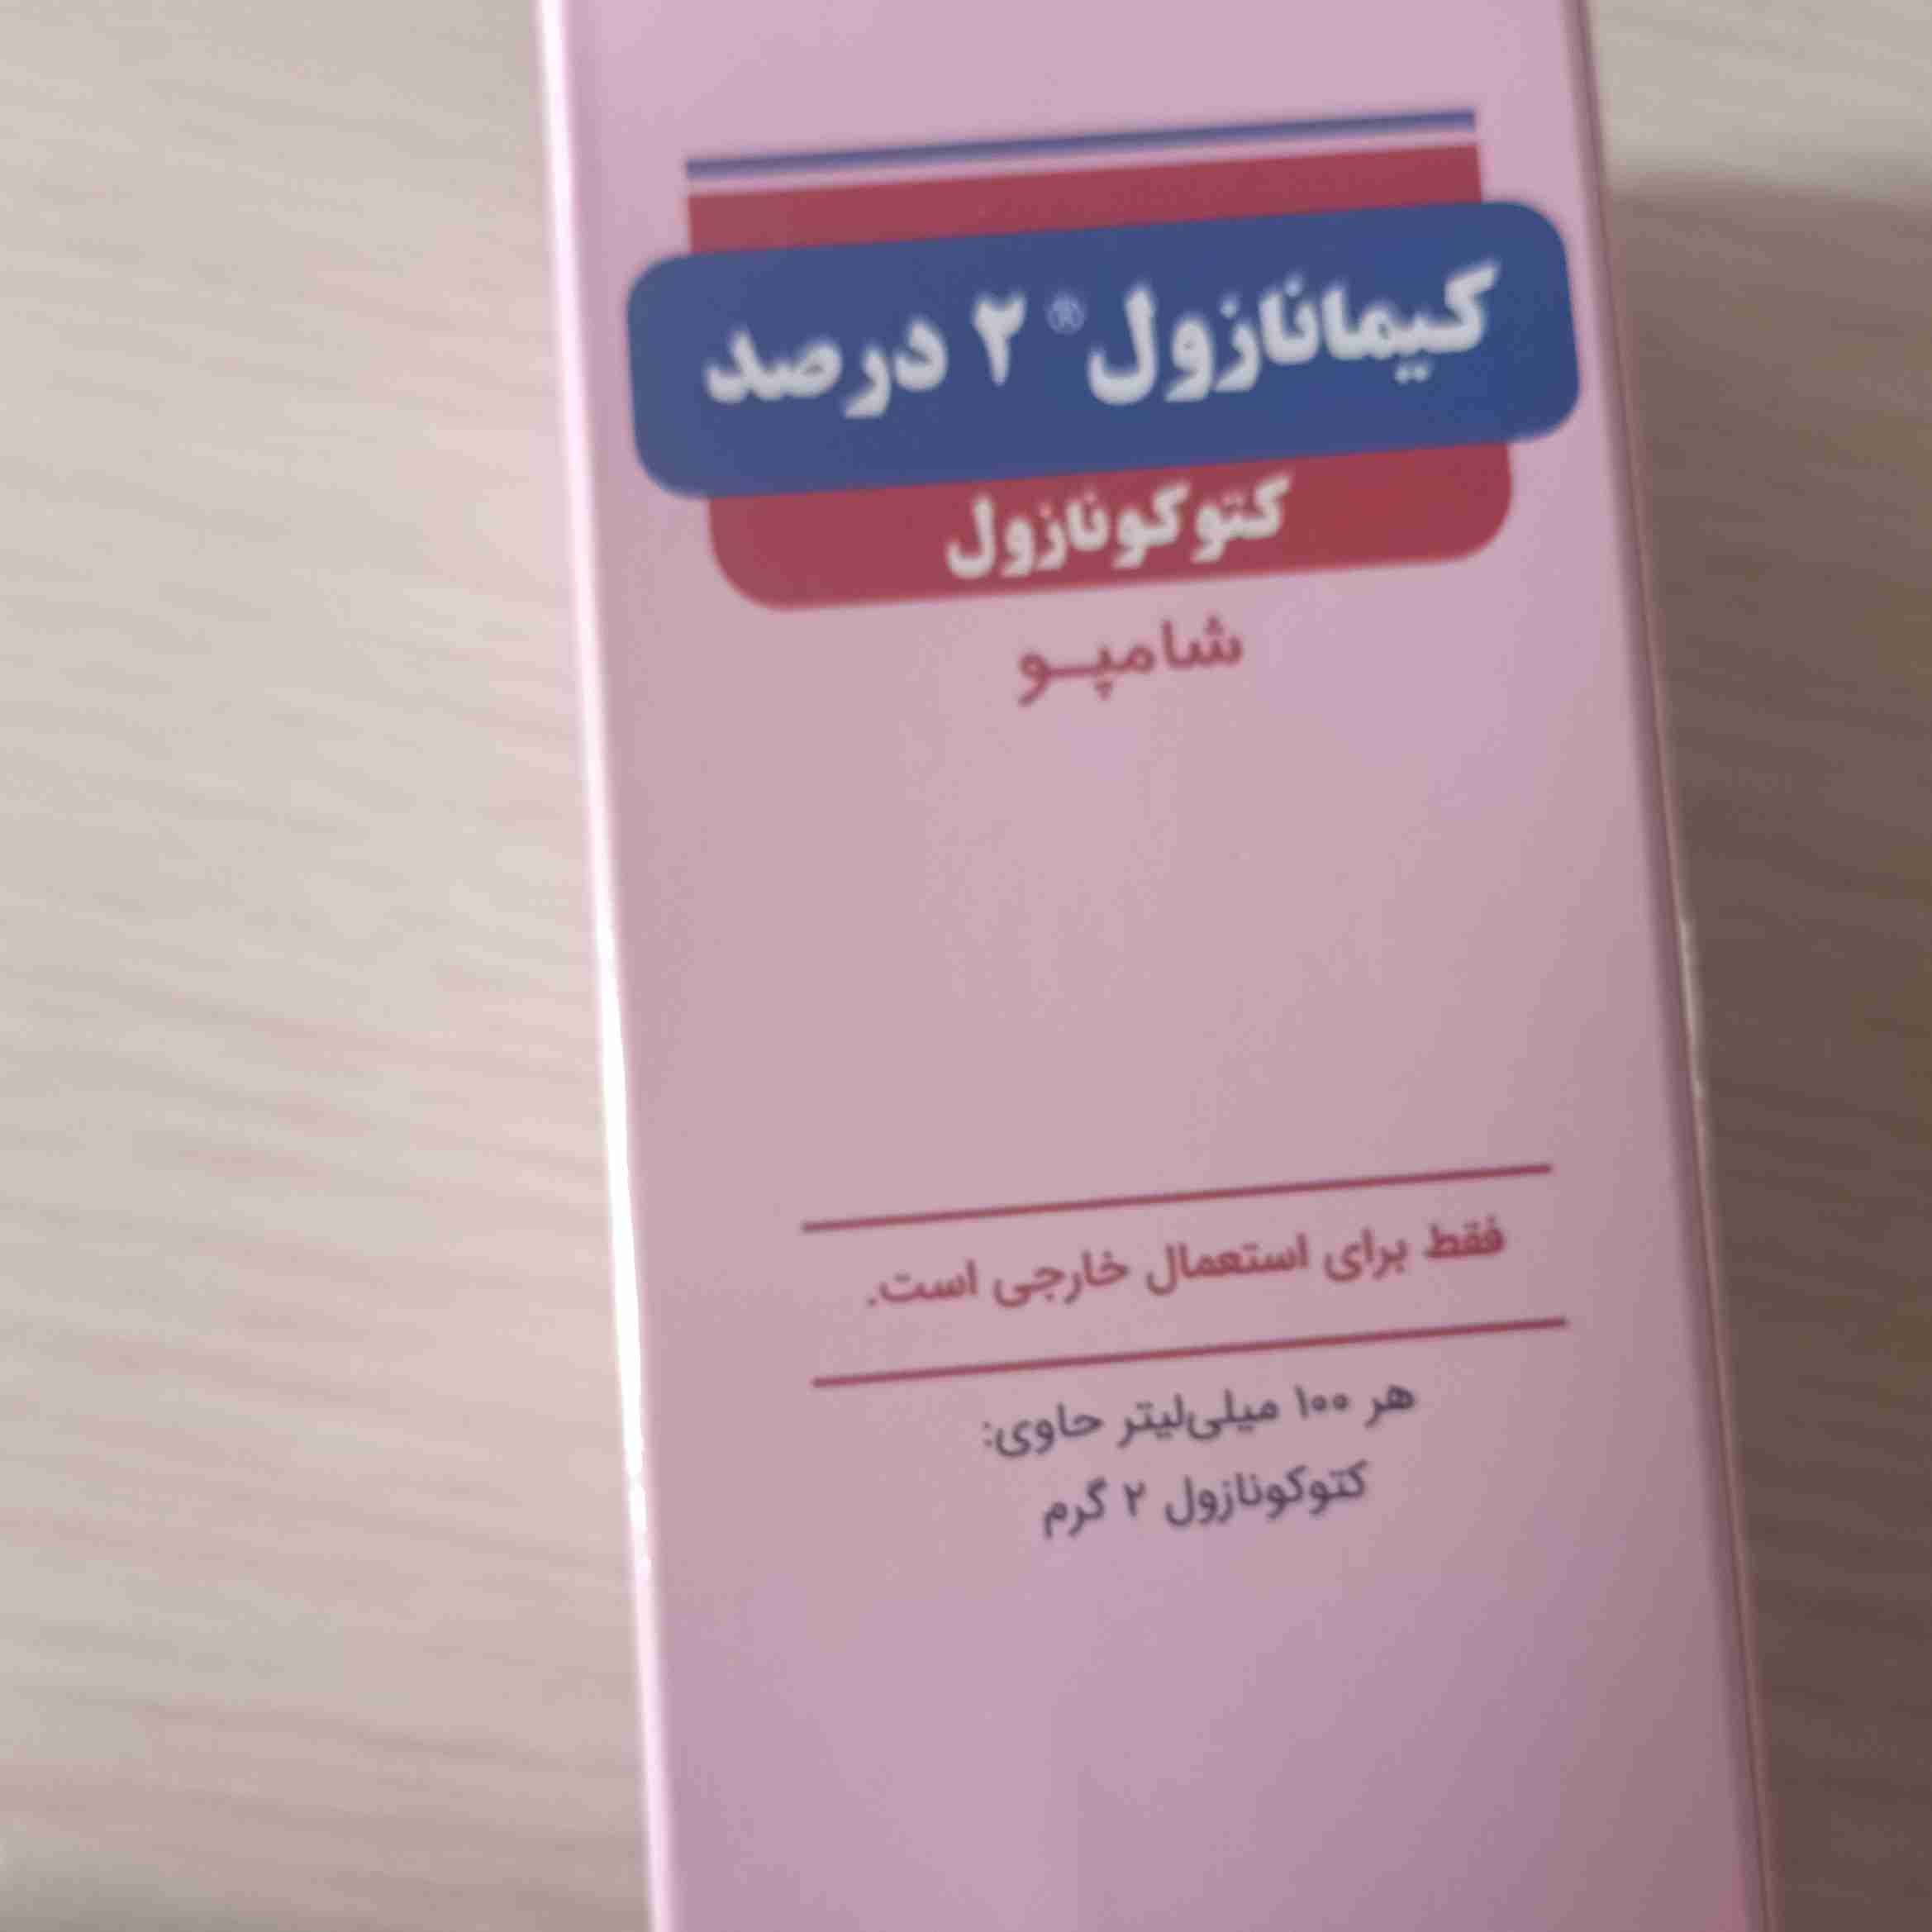 کیمانازول® ۲ درصد
کتوکونازول
شامپو
فقط برای استعمال خارجی است.
هر ۱۰۰ میلی‌لیتر حاوی:
کتوکونازول ۲ گرم